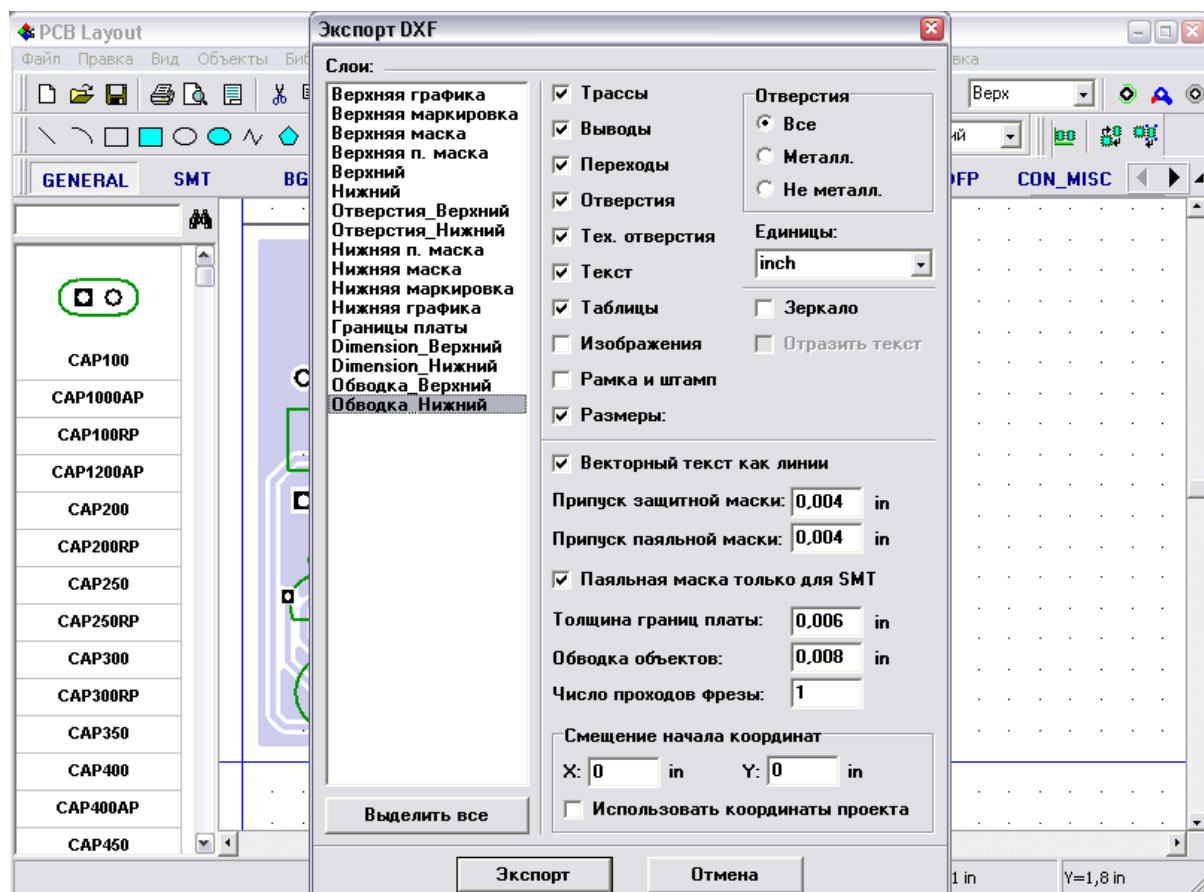 PCB Layout
Экспорт DXF
Файл Правка Вид Объекты Биб
вка
Верх
ий
GENERAL SMT BG
FP CON_MISC
CAP100
CAP1000AP
CAP100RP
CAP1200AP
CAP200
CAP200RP
CAP250
CAP250RP
CAP300
CAP300RP
CAP350
CAP400
CAP400AP
CAP450
Слои:
Верхняя графика
Верхняя маркировка
Верхняя маска
Верхняя п. маска
Верхний
Нижний
Отверстия_Верхний
Отверстия_Нижний
Нижняя п. маска
Нижняя маска
Нижняя маркировка
Нижняя графика
Границы платы
Dimension_Верхний
Dimension_Нижний
Обводка_Верхний
Обводка_Нижний
Выделить все
Трассы
Выводы
Переходы
Отверстия
Тех. отверстия
Текст
Таблицы
Изображения
Рамка и штамп
Размеры:
Отверстия
Все
Металл.
Не металл.
Единицы:
inch
Зеркало
Отразить текст
Векторный текст как линии
Припуск защитной маски: 0,004 in
Припуск паяльной маски: 0,004 in
Паяльная маска только для SMT
Толщина границ платы: 0,006 in
Обводка объектов: 0,008 in
Число проходов фрезы: 1
Смещение начала координат
X: 0 in Y: 0 in
Использовать координаты проекта
Экспорт Отмена
1 in Y=1,8 in